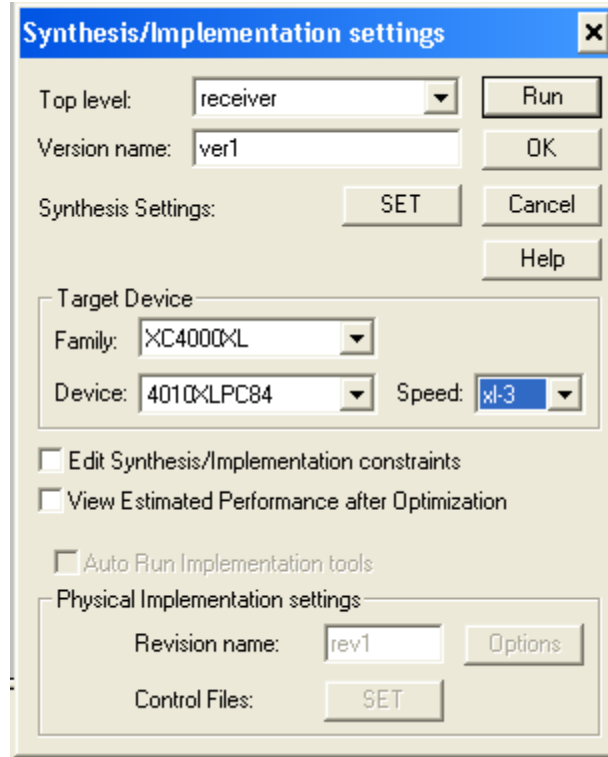 Synthesis/Implementation settings
Top level: receiver Run
Version name: ver1 OK
Synthesis Settings: SET Cancel
Help
Target Device
Family: XC4000XL
Device: 4010XLPC84 Speed: xl-3
Edit Synthesis/Implementation constraints
View Estimated Performance after Optimization
Auto Run Implementation tools
Physical Implementation settings
Revision name: rev1 Options
Control Files: SET